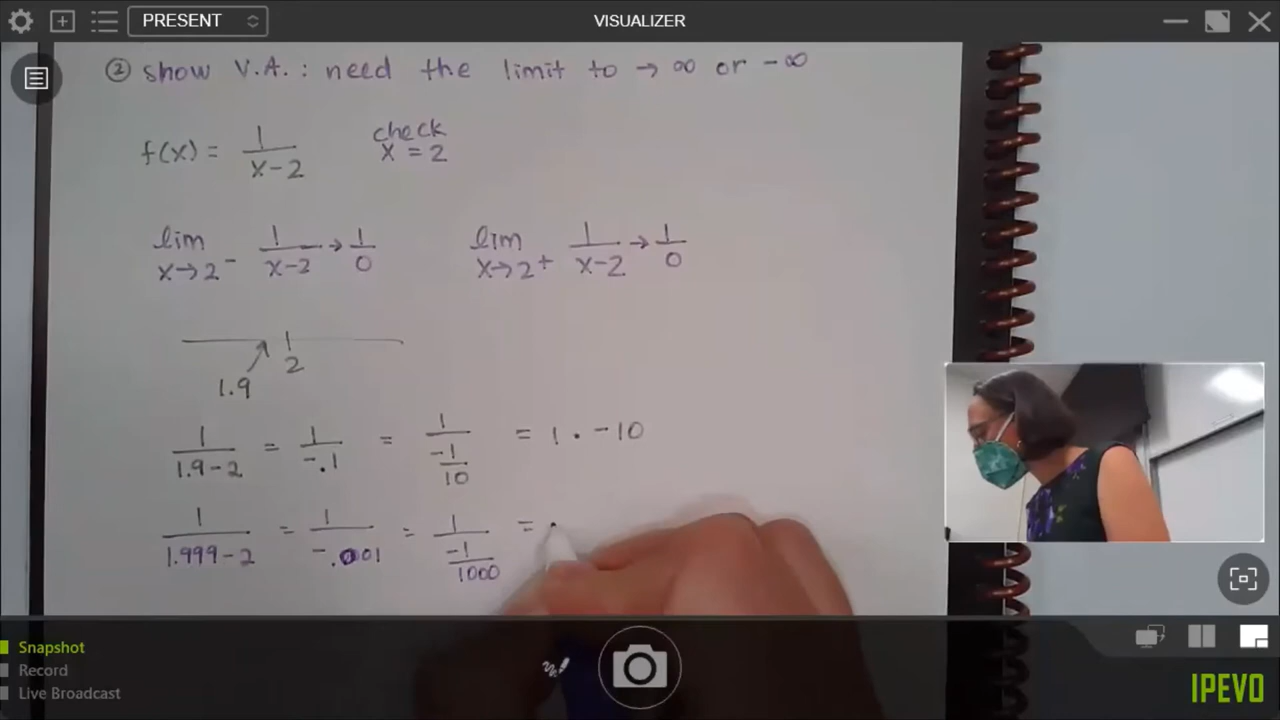 PRESENT
VISUALIZER
② show V.A.: need the limit to → ∞ or -∞
f(x) = 1/(x-2) check x = 2
lim x→2⁻ 1/(x-2) → 1/0 lim x→2⁺ 1/(x-2) → 1/0
2
1.9
1/(1.9-2) = 1/(-.1) = 1/(-1/10) = 1 · -10
1/(1.999-2) = 1/(-.001) = 1/(-1/1000) =
Snapshot
Record
Live Broadcast
IPEVO